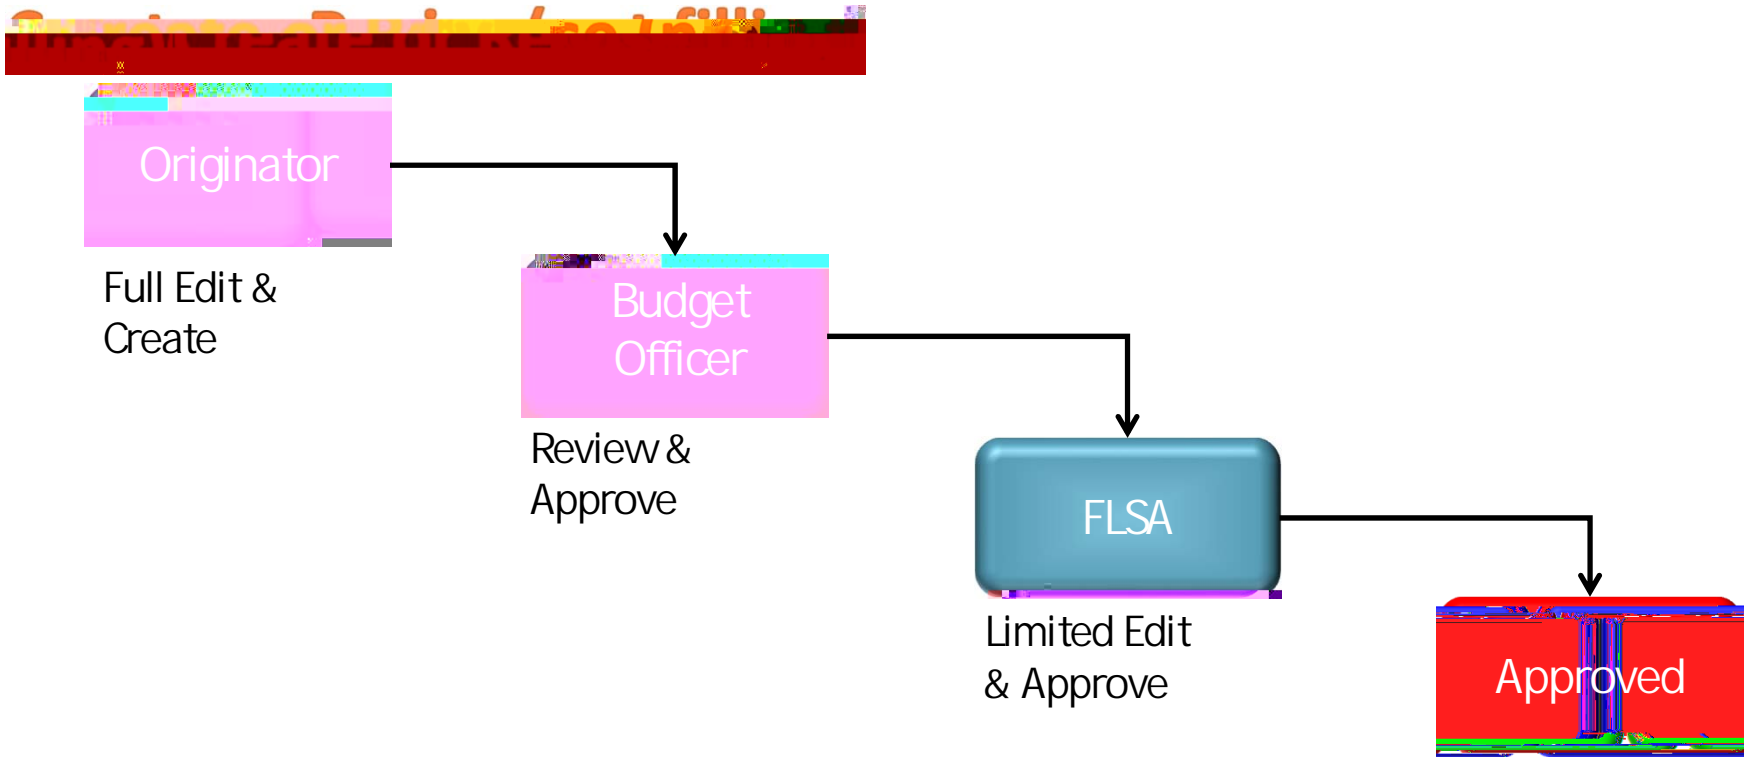 Originator
Full Edit &
Create
Budget
Officer
Review &
Approve
FLSA
Limited Edit
& Approve
Approved